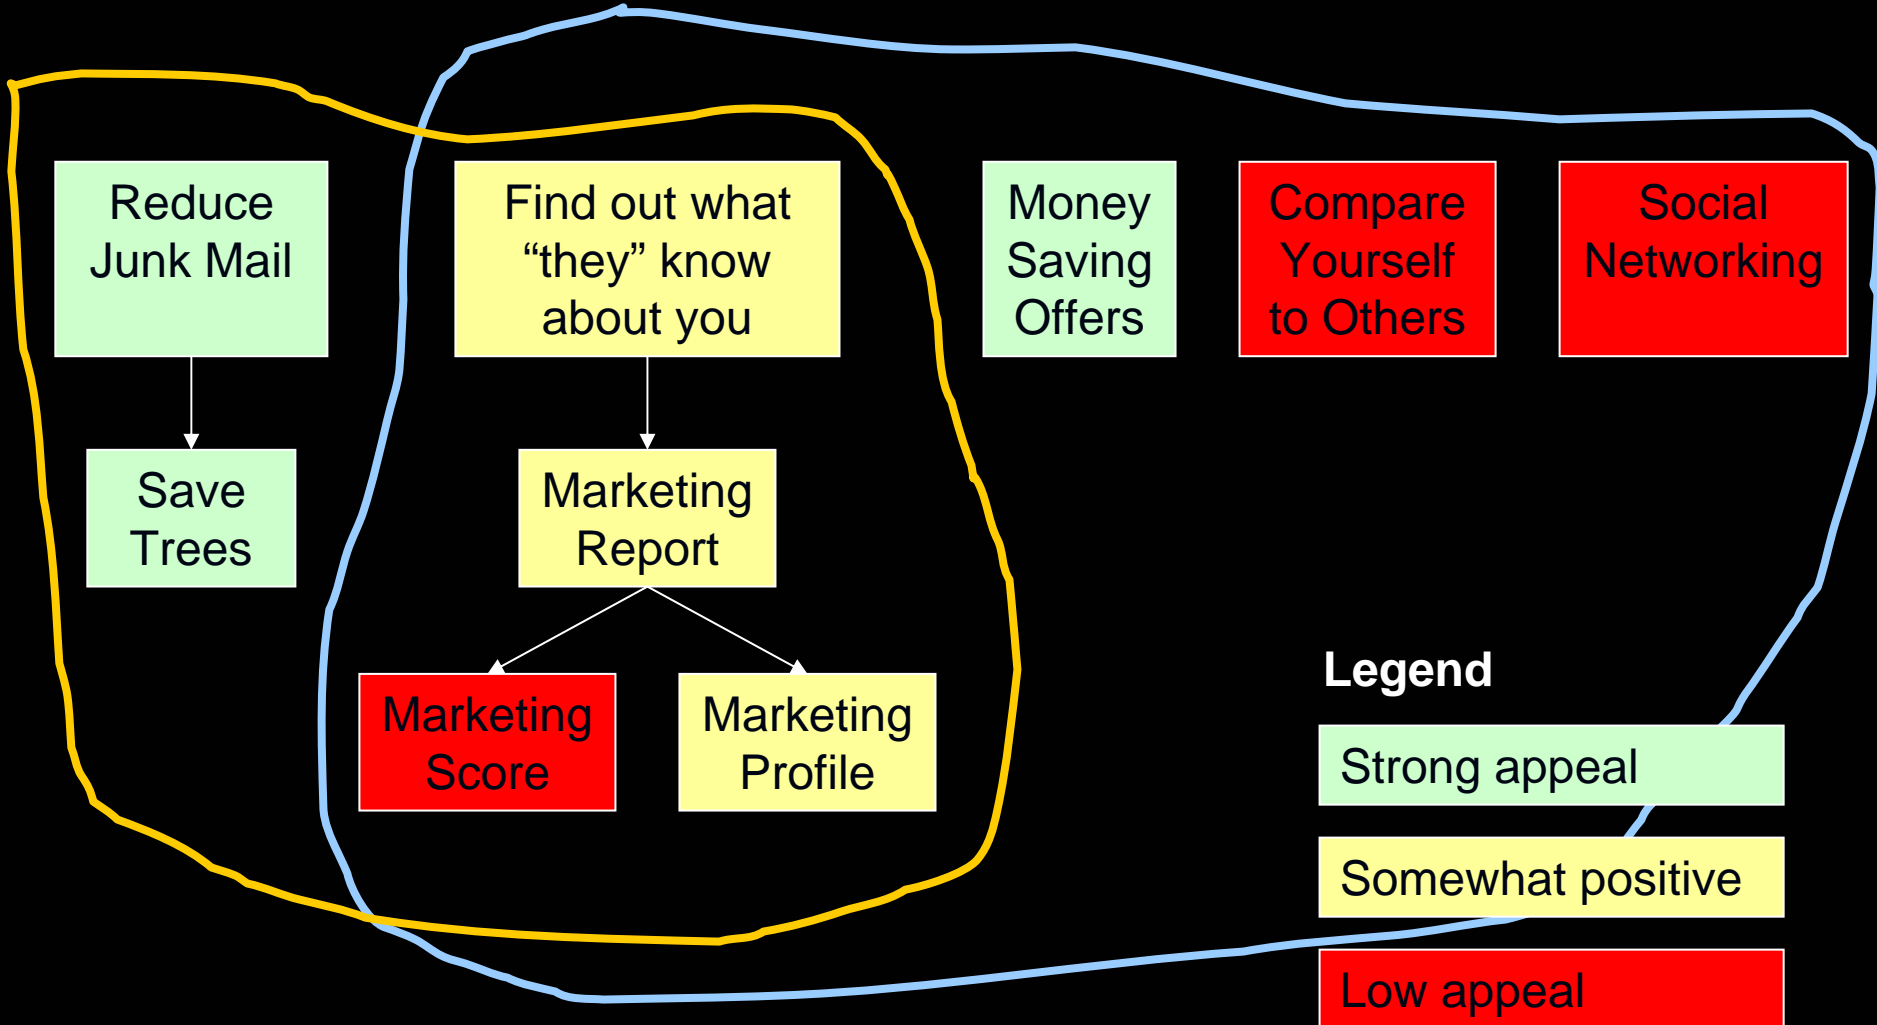 Reduce
Junk Mail
Find out what
“they” know
about you
Money
Saving
Offers
Compare
Yourself
to Others
Social
Networking
Save
Trees
Marketing
Report
Marketing
Score
Marketing
Profile
Legend
Strong appeal
Somewhat positive
Low appeal